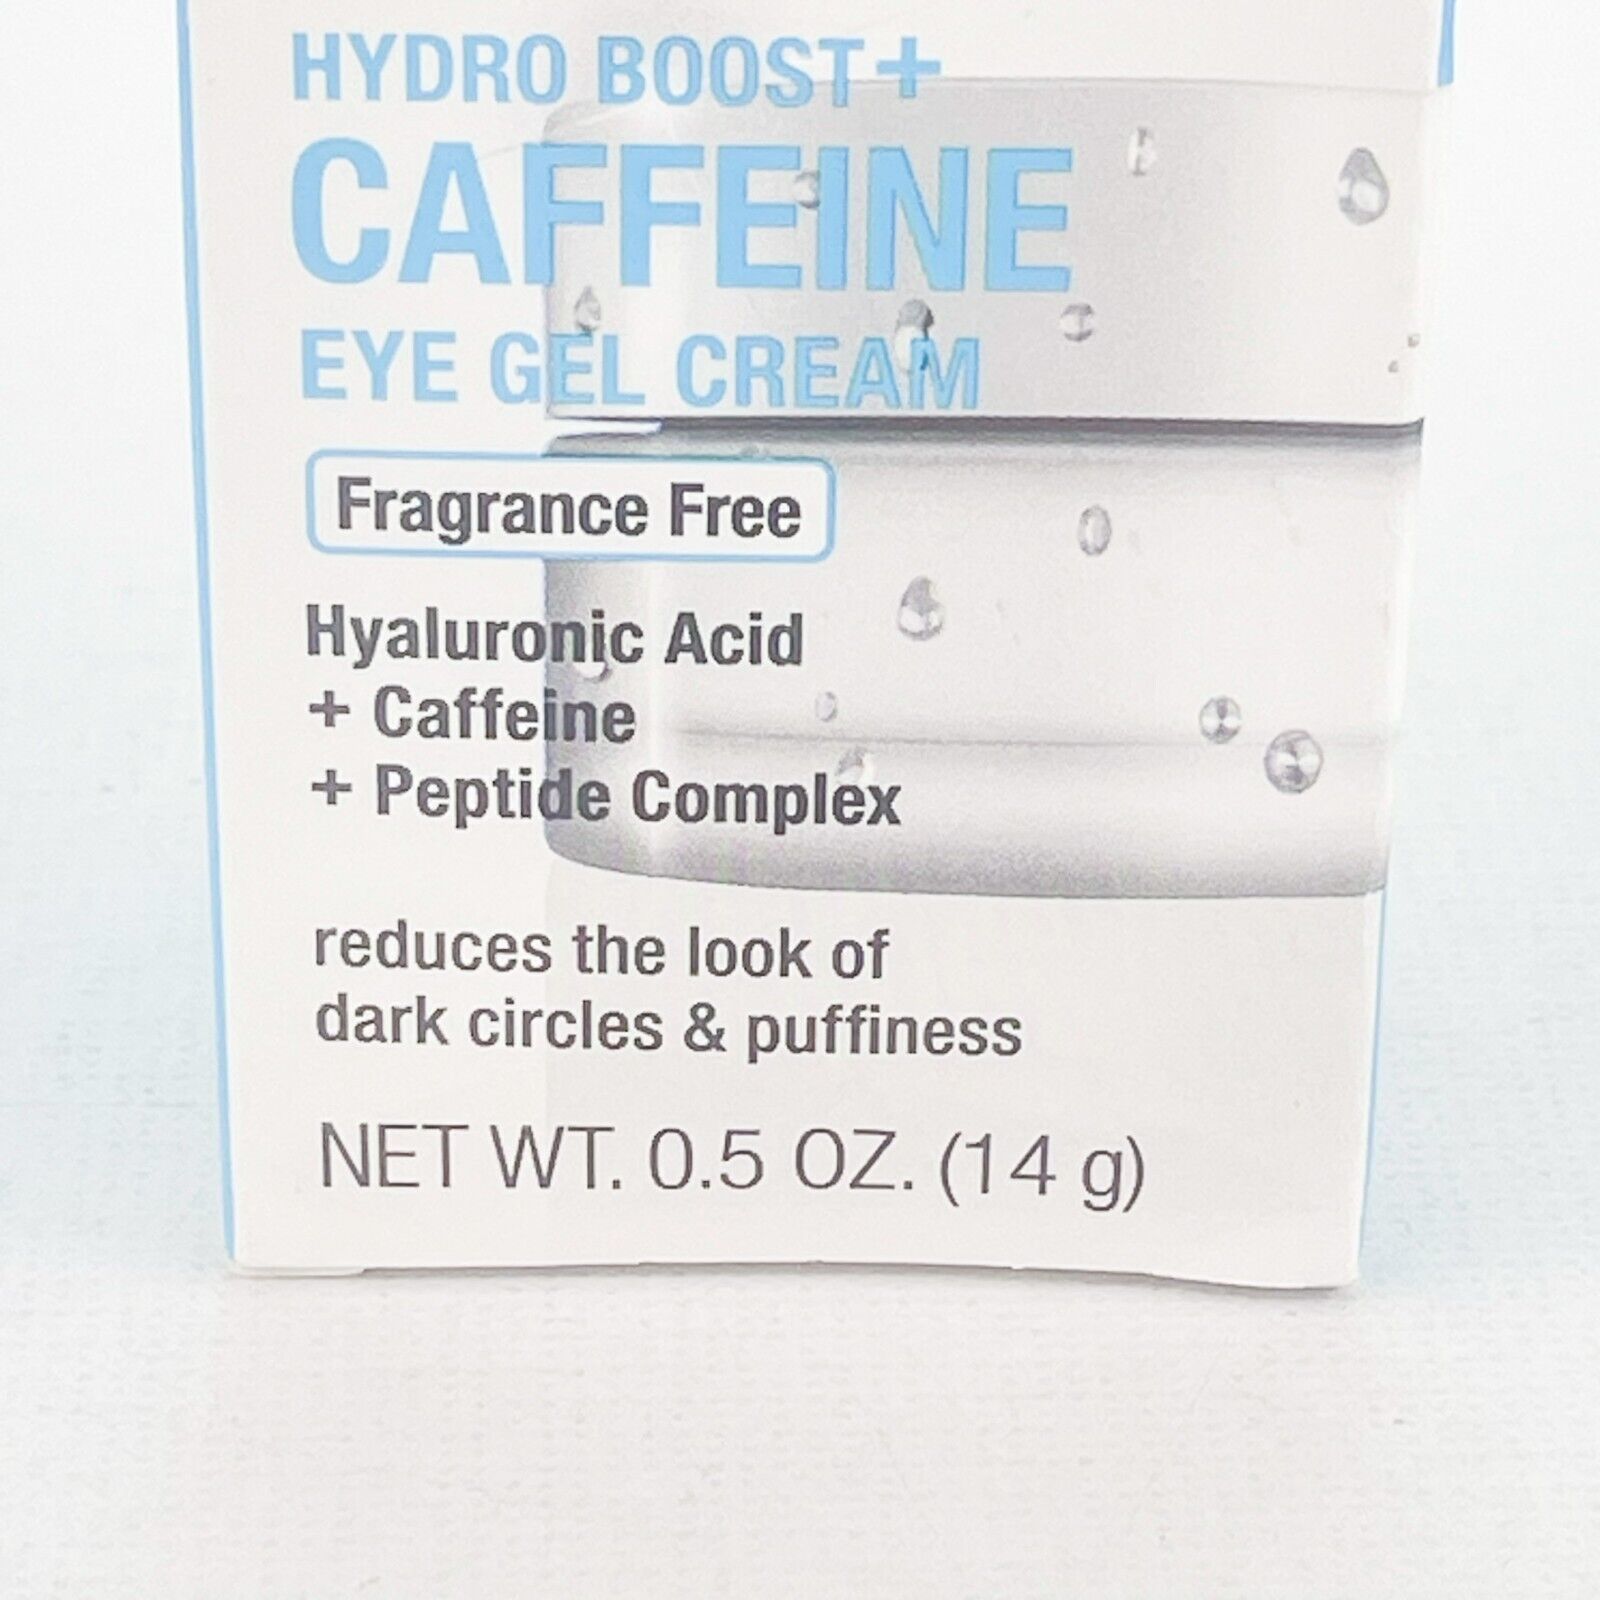 HYDRO BOOST+
CAFFEINE
EYE GEL CREAM
Fragrance Free
Hyaluronic Acid
+ Caffeine
+ Peptide Complex
reduces the look of
dark circles & puffiness
NET WT. 0.5 OZ. (14 g)